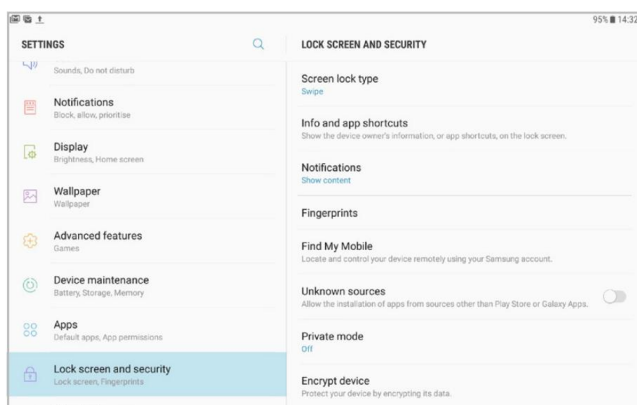 95% 14:32
SETTINGS
Sounds, Do not disturb
Notifications
Block, allow, prioritise
Display
Brightness, Home screen
Wallpaper
Wallpaper
Advanced features
Games
Device maintenance
Battery, Storage, Memory
Apps
Default apps, App permissions
Lock screen and security
Lock screen, Fingerprints
LOCK SCREEN AND SECURITY
Screen lock type
Swipe
Info and app shortcuts
Show the device owner's information, or app shortcuts, on the lock screen.
Notifications
Show content
Fingerprints
Find My Mobile
Locate and control your device remotely using your Samsung account.
Unknown sources
Allow the installation of apps from sources other than Play Store or Galaxy Apps.
Private mode
Off
Encrypt device
Protect your device by encrypting its data.